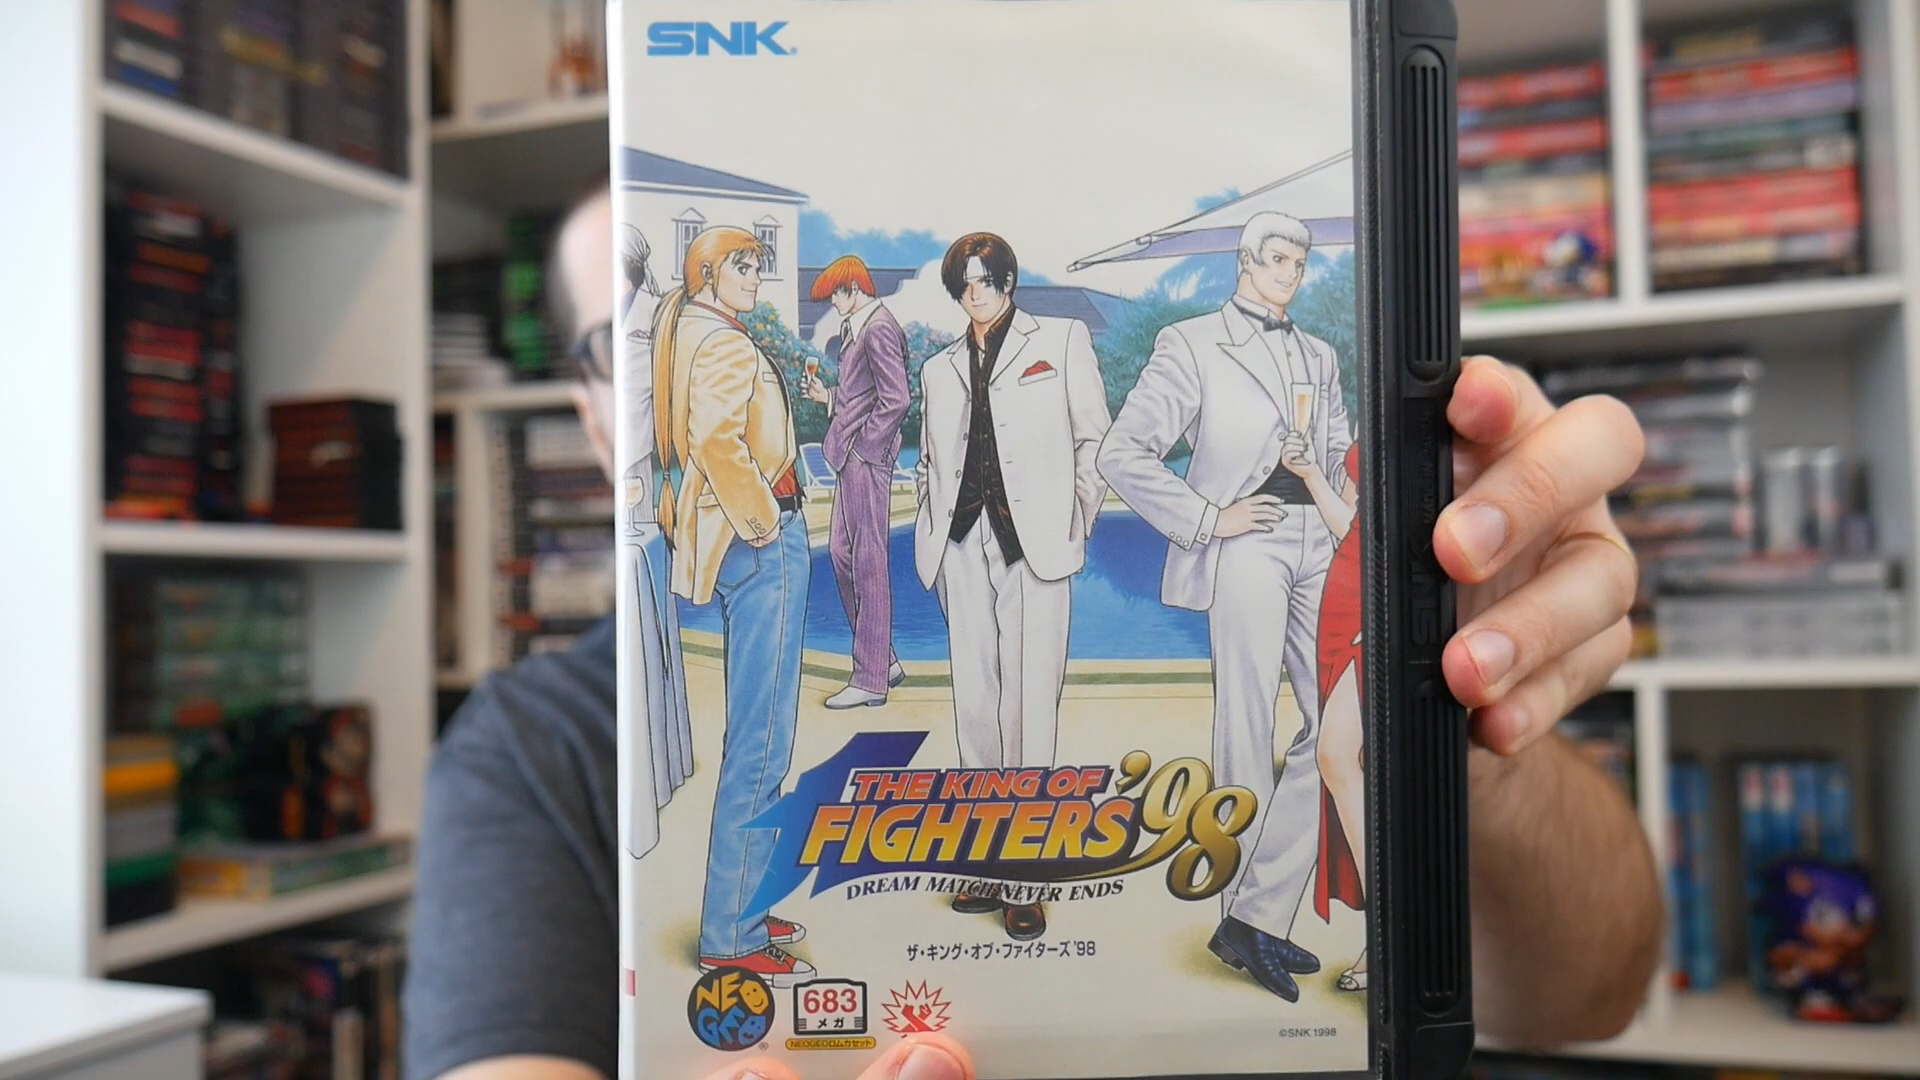 SNK
THE KING OF
FIGHTERS '98
DREAM MATCH NEVER ENDS
ザ・キング・オブ・ファイターズ '98
NEO
GEO
683
メガ
NEOGEOロムカセット
©SNK 1998
SNK